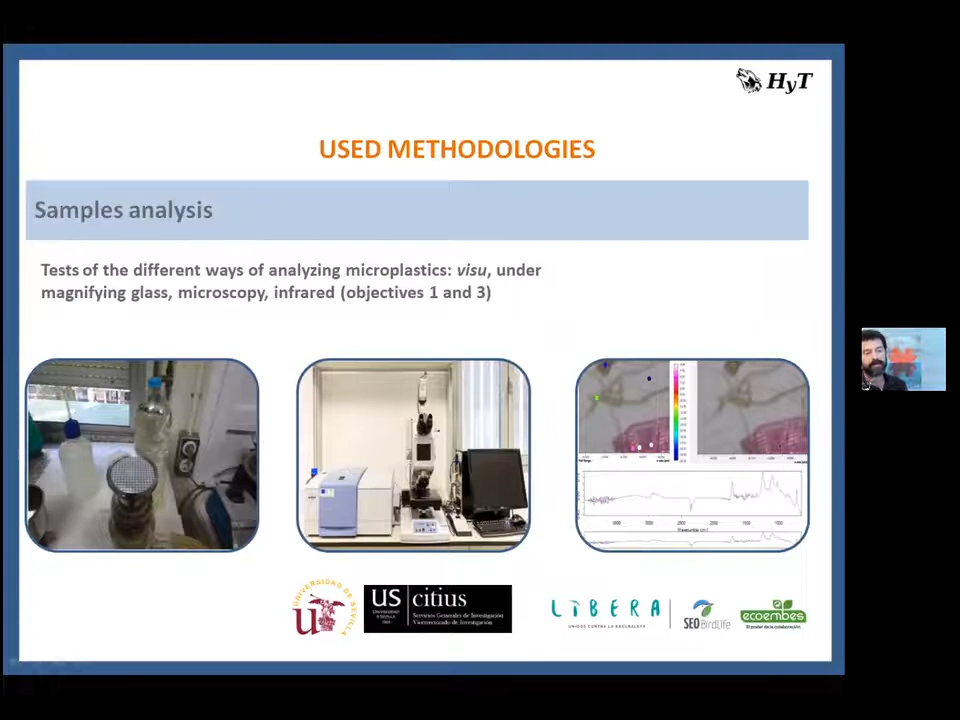 HyT
USED METHODOLOGIES
Samples analysis
Tests of the different ways of analyzing microplastics: visu, under
magnifying glass, microscopy, infrared (objectives 1 and 3)
UNIVERSIDAD DE SEVILLA
US
citius
Servicios Generales de Investigación
Vicerrectorado de Investigación
LIBERA
UNIDOS CONTRA LA BASURALEZA
SEO BirdLife
ecoembes
El poder de la colaboración